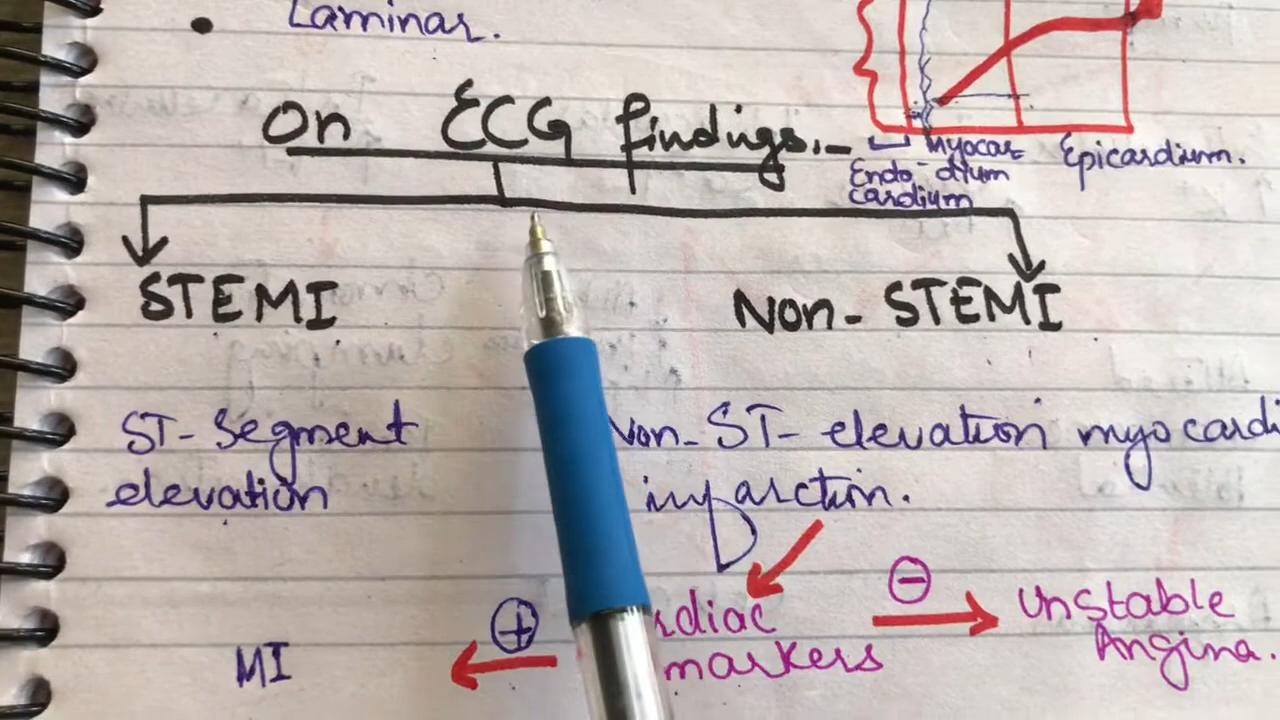 Laminar.
On ECG findings.-
Myocar
Endo-dium
cardium
Epicardium.
STEMI
Non-STEMI
ST-Segment
elevation
Non-ST-elevation myocardi
infarction.
+
-
rdiac
markers
MI
Unstable
Angina.